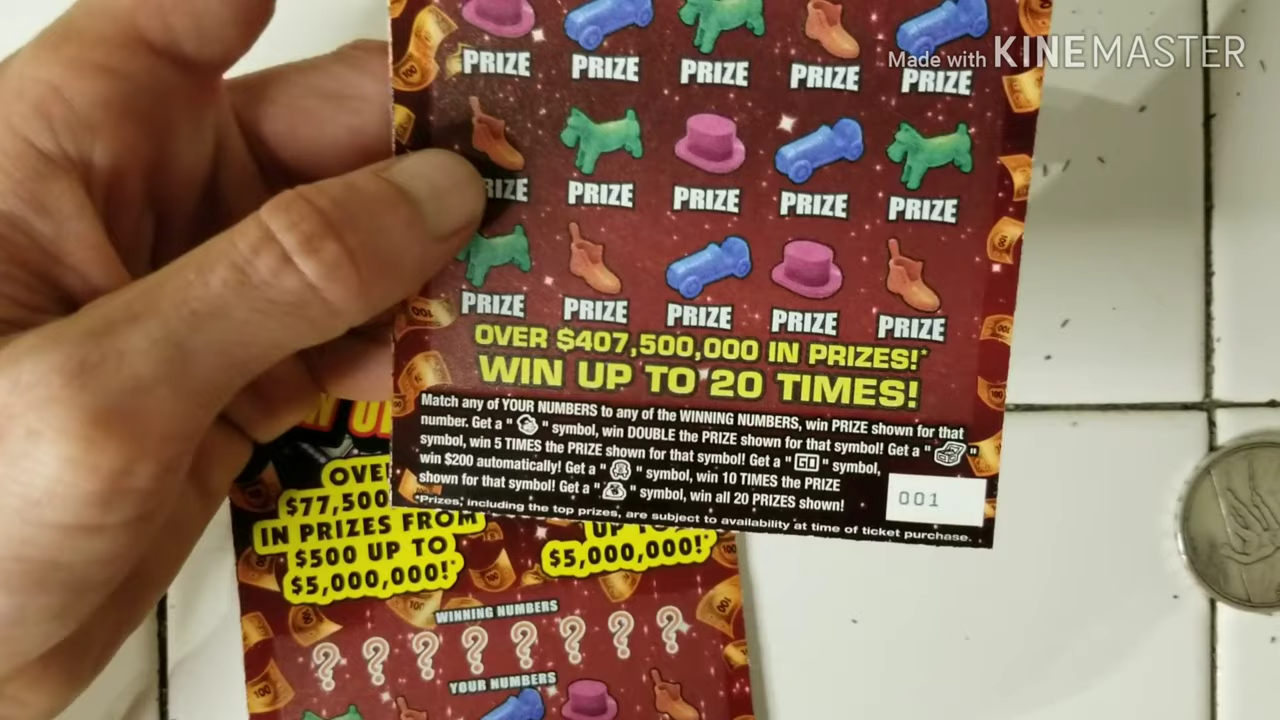 Made with KINEMASTER
PRIZE PRIZE PRIZE PRIZE PRIZE
PRIZE PRIZE PRIZE PRIZE
PRIZE PRIZE PRIZE PRIZE PRIZE
OVER $407,500,000 IN PRIZES!*
WIN UP TO 20 TIMES!
Match any of YOUR NUMBERS to any of the WINNING NUMBERS, win PRIZE shown for that
number. Get a " " symbol, win DOUBLE the PRIZE shown for that symbol! Get a " "
symbol, win 5 TIMES the PRIZE shown for that symbol! Get a " GO " symbol,
win $200 automatically! Get a " " symbol, win 10 TIMES the PRIZE
shown for that symbol! Get a " " symbol, win all 20 PRIZES shown!
*Prizes, including the top prizes, are subject to availability at time of ticket purchase.
001
$77,500
IN PRIZES FROM
$500 UP TO
$5,000,000!*
UP TO
$5,000,000!*
WINNING NUMBERS
? ? ? ? ? ? ? ?
YOUR NUMBERS